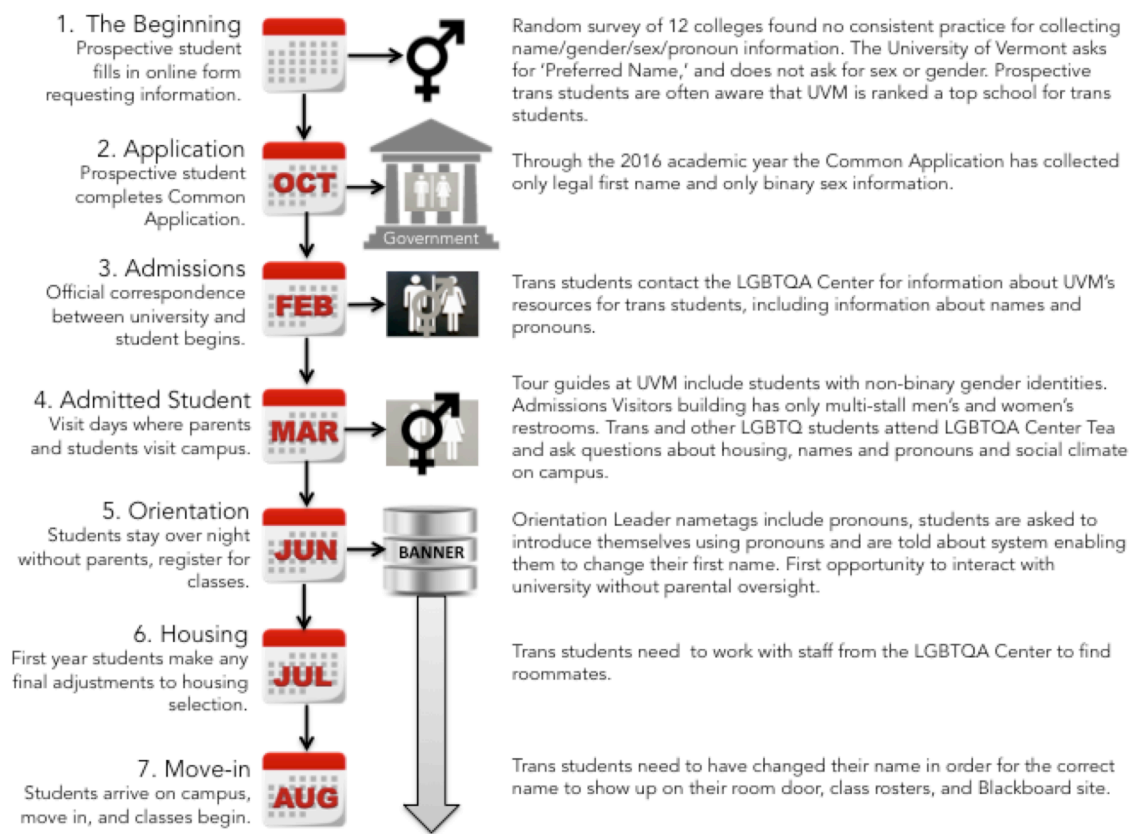 1. The Beginning
Prospective student
fills in online form
requesting information.
Random survey of 12 colleges found no consistent practice for collecting
name/gender/sex/pronoun information. The University of Vermont asks
for ‘Preferred Name,’ and does not ask for sex or gender. Prospective
trans students are often aware that UVM is ranked a top school for trans
students.
2. Application
Prospective student
completes Common
Application.
OCT
Government
Through the 2016 academic year the Common Application has collected
only legal first name and only binary sex information.
3. Admissions
Official correspondence
between university and
student begins.
FEB
Trans students contact the LGBTQA Center for information about UVM’s
resources for trans students, including information about names and
pronouns.
4. Admitted Student
Visit days where parents
and students visit campus.
MAR
Tour guides at UVM include students with non-binary gender identities.
Admissions Visitors building has only multi-stall men’s and women’s
restrooms. Trans and other LGBTQ students attend LGBTQA Center Tea
and ask questions about housing, names and pronouns and social climate
on campus.
5. Orientation
Students stay over night
without parents, register for
classes.
JUN
BANNER
Orientation Leader nametags include pronouns, students are asked to
introduce themselves using pronouns and are told about system enabling
them to change their first name. First opportunity to interact with
university without parental oversight.
6. Housing
First year students make any
final adjustments to housing
selection.
JUL
Trans students need to work with staff from the LGBTQA Center to find
roommates.
7. Move-in
Students arrive on campus,
move in, and classes begin.
AUG
Trans students need to have changed their name in order for the correct
name to show up on their room door, class rosters, and Blackboard site.